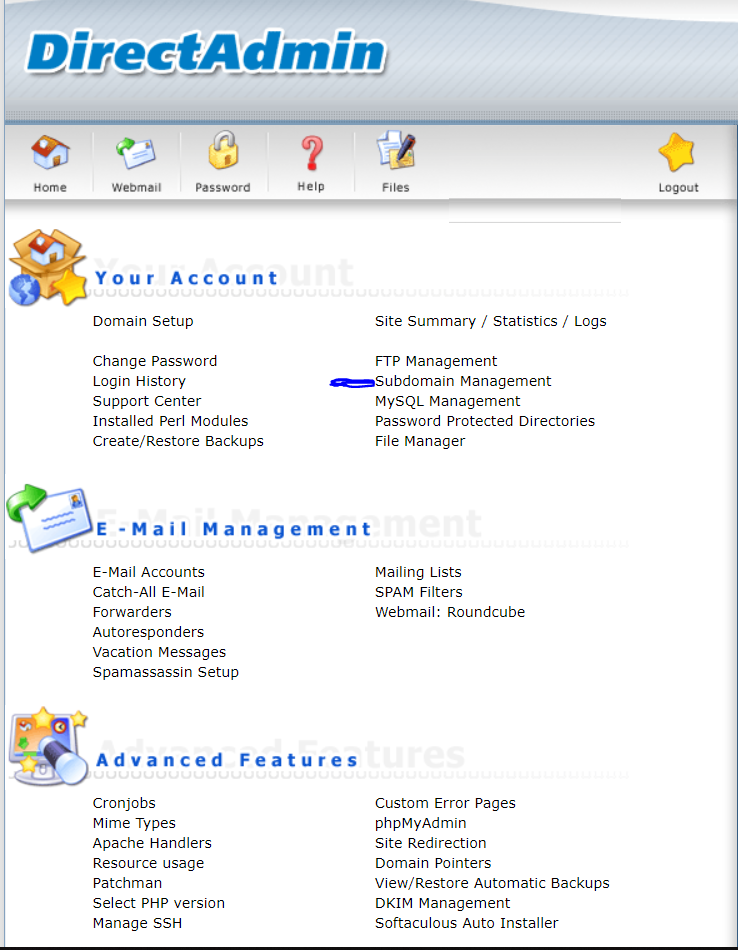 DirectAdmin
Home Webmail Password Help Files Logout
Your Account
Domain Setup
Site Summary / Statistics / Logs
Change Password
FTP Management
Login History
Subdomain Management
Support Center
MySQL Management
Installed Perl Modules
Password Protected Directories
Create/Restore Backups
File Manager
E-Mail Management
E-Mail Accounts
Mailing Lists
Catch-All E-Mail
SPAM Filters
Forwarders
Webmail: Roundcube
Autoresponders
Vacation Messages
Spamassassin Setup
Advanced Features
Cronjobs
Custom Error Pages
Mime Types
phpMyAdmin
Apache Handlers
Site Redirection
Resource usage
Domain Pointers
Patchman
View/Restore Automatic Backups
Select PHP version
DKIM Management
Manage SSH
Softaculous Auto Installer